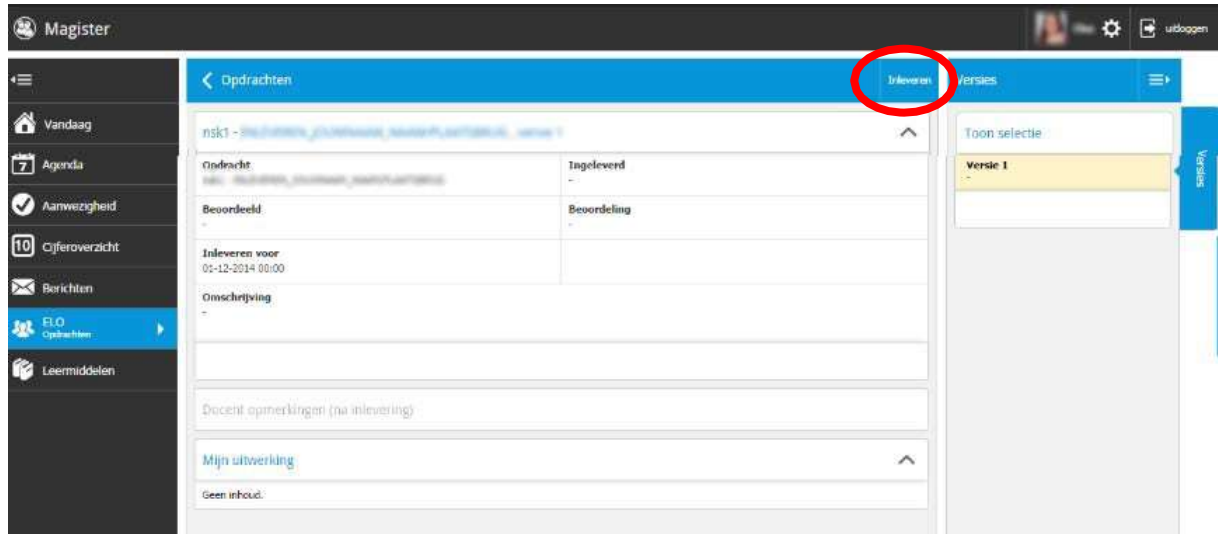 Magister
uitloggen
Opdrachten
Inleveren
Versies
Vandaag
7 Agenda
Aanwezigheid
10 Cijferoverzicht
Berichten
ELO
Opdrachten
Leermiddelen
nsk1 -
Opdracht
Ingeleverd
-
Beoordeeld
-
Beoordeling
-
Inleveren voor
01-12-2014 00:00
Omschrijving
-
Docent opmerkingen (na inlevering)
Mijn uitwerking
Geen inhoud.
Toon selectie
Versie 1
-
Versies